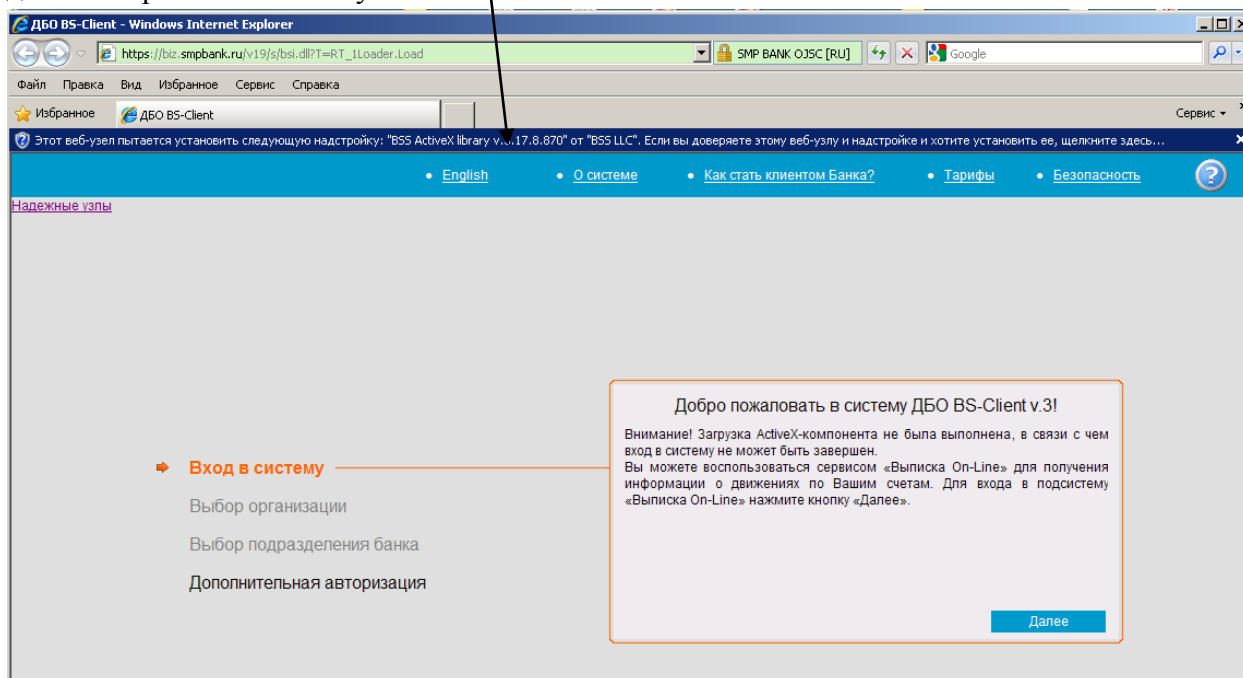 ДБО BS-Client - Windows Internet Explorer
https://biz.smpbank.ru/v19/s/bsi.dll?T=RT_1Loader.Load
SMP BANK OJSC [RU]
Google
Файл Правка Вид Избранное Сервис Справка
Избранное
ДБО BS-Client
Сервис
Этот веб-узел пытается установить следующую надстройку: "BSS ActiveX library 17.8.870" от "BSS LLC". Если вы доверяете этому веб-узлу и надстройке и хотите установить ее, щелкните здесь...
English • О системе • Как стать клиентом Банка? • Тарифы • Безопасность
Надежные узлы
Добро пожаловать в систему ДБО BS-Client v.3!
Внимание! Загрузка ActiveX-компонента не была выполнена, в связи с чем
вход в систему не может быть завершен.
Вы можете воспользоваться сервисом «Выписка On-Line» для получения
информации о движениях по Вашим счетам. Для входа в подсистему
«Выписка On-Line» нажмите кнопку «Далее».
Вход в систему
Выбор организации
Выбор подразделения банка
Дополнительная авторизация
Далее